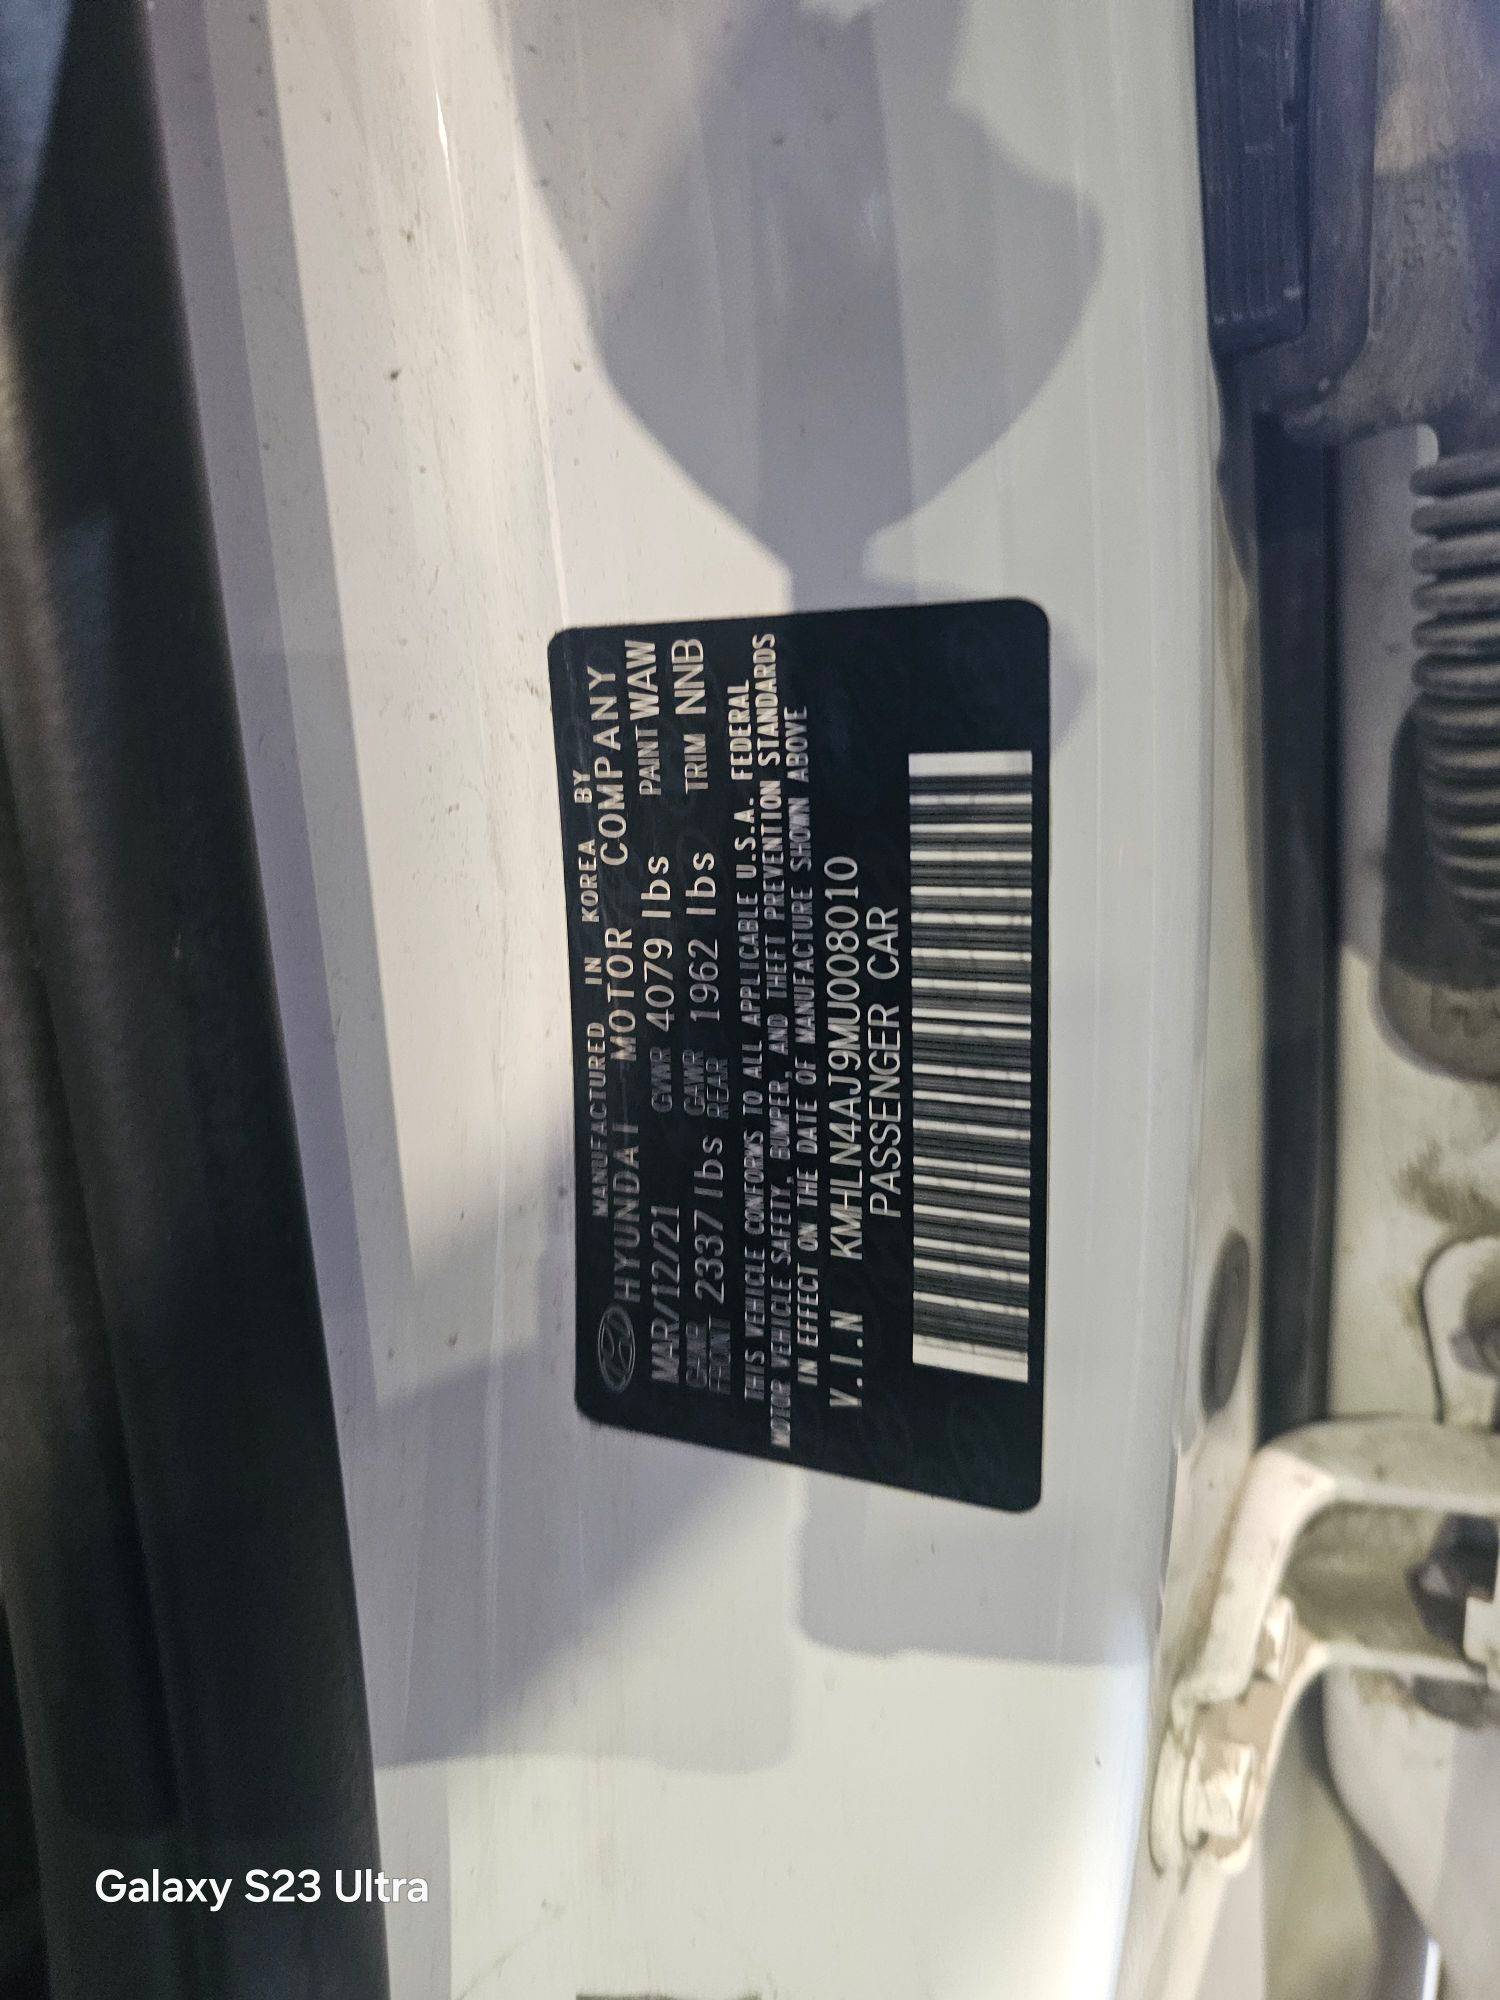 MANUFACTURED IN KOREA BY
HYUNDAI MOTOR COMPANY
MAR/12/21 GVWR 4079 lbs PAINT WAW
GAWR FRONT 2337 lbs GAWR REAR 1962 lbs TRIM NNB
THIS VEHICLE CONFORMS TO ALL APPLICABLE U.S.A. FEDERAL
MOTOR VEHICLE SAFETY, BUMPER, AND THEFT PREVENTION STANDARDS
IN EFFECT ON THE DATE OF MANUFACTURE SHOWN ABOVE
V.I.N KMHLN4AJ9MU008010
PASSENGER CAR
Galaxy S23 Ultra